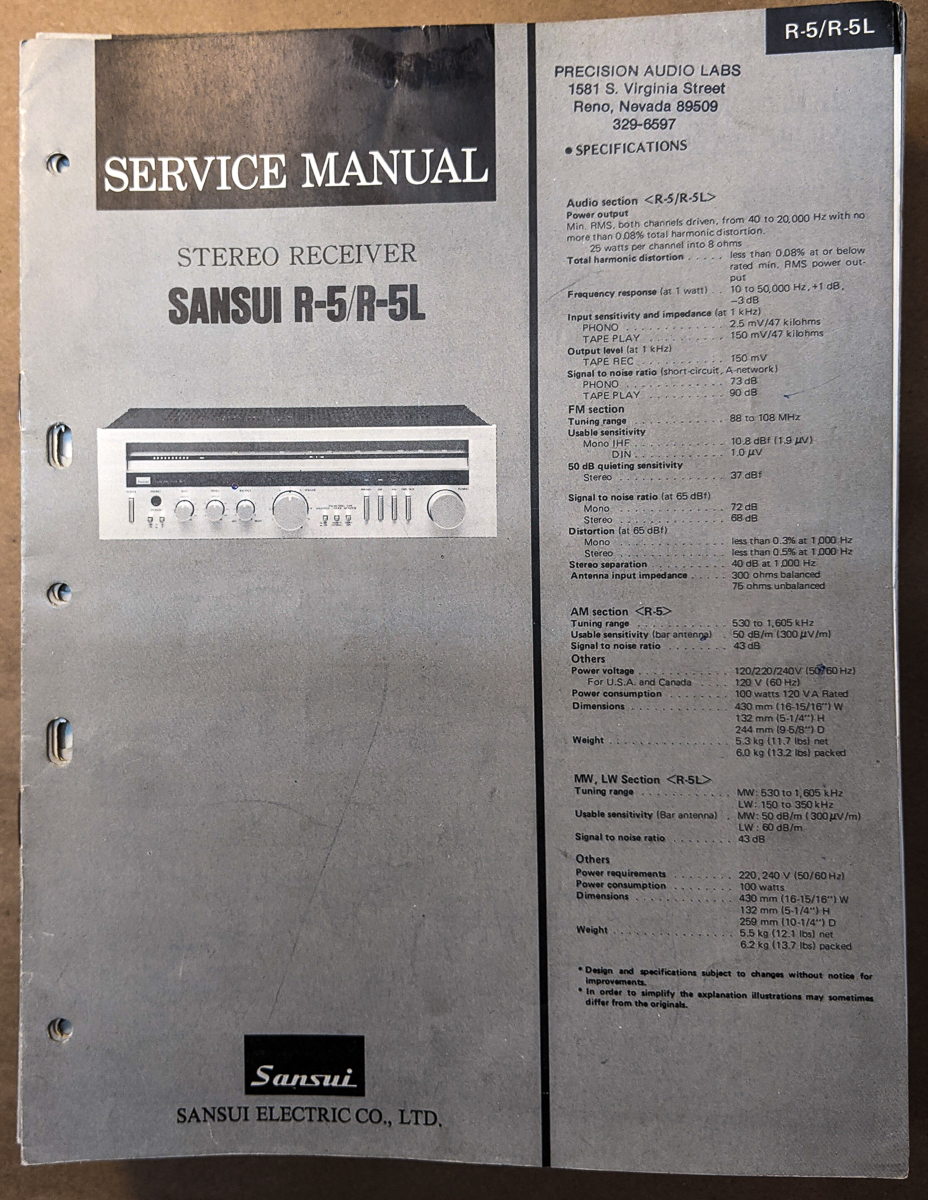 R-5/R-5L
SERVICE MANUAL
STEREO RECEIVER
SANSUI R-5/R-5L
Sansui
SANSUI ELECTRIC CO., LTD.
PRECISION AUDIO LABS
1581 S. Virginia Street
Reno, Nevada 89509
329-6597
• SPECIFICATIONS
Audio section <R-5/R-5L>
Power output
Min. RMS, both channels driven, from 40 to 20,000 Hz with no
more than 0.08% total harmonic distortion.
25 watts per channel into 8 ohms
Total harmonic distortion . . . . . less than 0.08% at or below
rated min. RMS power out-
put
Frequency response (at 1 watt) . . 10 to 50,000 Hz, +1 dB,
−3 dB
Input sensitivity and impedance (at 1 kHz)
PHONO . . . . . . . . . . . . 2.5 mV/47 kilohms
TAPE PLAY . . . . . . . . . . 150 mV/47 kilohms
Output level (at 1 kHz)
TAPE REC . . . . . . . . . . . 150 mV
Signal to noise ratio (short-circuit, A-network)
PHONO . . . . . . . . . . . . 73 dB
TAPE PLAY . . . . . . . . . . 90 dB
FM section
Tuning range . . . . . . . . . . . . 88 to 108 MHz
Usable sensitivity
Mono IHF . . . . . . . . . . . 10.8 dBf (1.9 µV)
DIN . . . . . . . . . . . 1.0 µV
50 dB quieting sensitivity
Stereo . . . . . . . . . . . . . 37 dBf
Signal to noise ratio (at 65 dBf)
Mono . . . . . . . . . . . . . 72 dB
Stereo . . . . . . . . . . . . . 68 dB
Distortion (at 65 dBf)
Mono . . . . . . . . . . . . . less than 0.3% at 1,000 Hz
Stereo . . . . . . . . . . . . . less than 0.5% at 1,000 Hz
Stereo separation . . . . . . . . . 40 dB at 1,000 Hz
Antenna input impedance . . . . . 300 ohms balanced
75 ohms unbalanced
AM section <R-5>
Tuning range . . . . . . . . . . . . 530 to 1,605 kHz
Usable sensitivity (bar antenna) . . 50 dB/m (300 µV/m)
Signal to noise ratio . . . . . . . . 43 dB
Others
Power voltage . . . . . . . . . . . . 120/220/240V (50/60 Hz)
For U.S.A. and Canada . . . . 120 V (60 Hz)
Power consumption . . . . . . . . . 100 watts 120 VA Rated
Dimensions . . . . . . . . . . . . . 430 mm (16-15/16") W
132 mm (5-1/4") H
244 mm (9-5/8") D
Weight . . . . . . . . . . . . . . . 5.3 kg (11.7 lbs) net
6.0 kg (13.2 lbs) packed
MW, LW Section <R-5L>
Tuning range . . . . . . . . . . . . MW: 530 to 1,605 kHz
LW: 150 to 350 kHz
Usable sensitivity (Bar antenna) . MW: 50 dB/m (300 µV/m)
LW : 60 dB/m
Signal to noise ratio . . . . . . . . 43 dB
Others
Power requirements . . . . . . . . 220, 240 V (50/60 Hz)
Power consumption . . . . . . . . 100 watts
Dimensions . . . . . . . . . . . . . 430 mm (16-15/16") W
132 mm (5-1/4") H
259 mm (10-1/4") D
Weight . . . . . . . . . . . . . . . 5.5 kg (12.1 lbs) net
6.2 kg (13.7 lbs) packed
* Design and specifications subject to changes without notice for
improvements.
* In order to simplify the explanation illustrations may sometimes
differ from the originals.